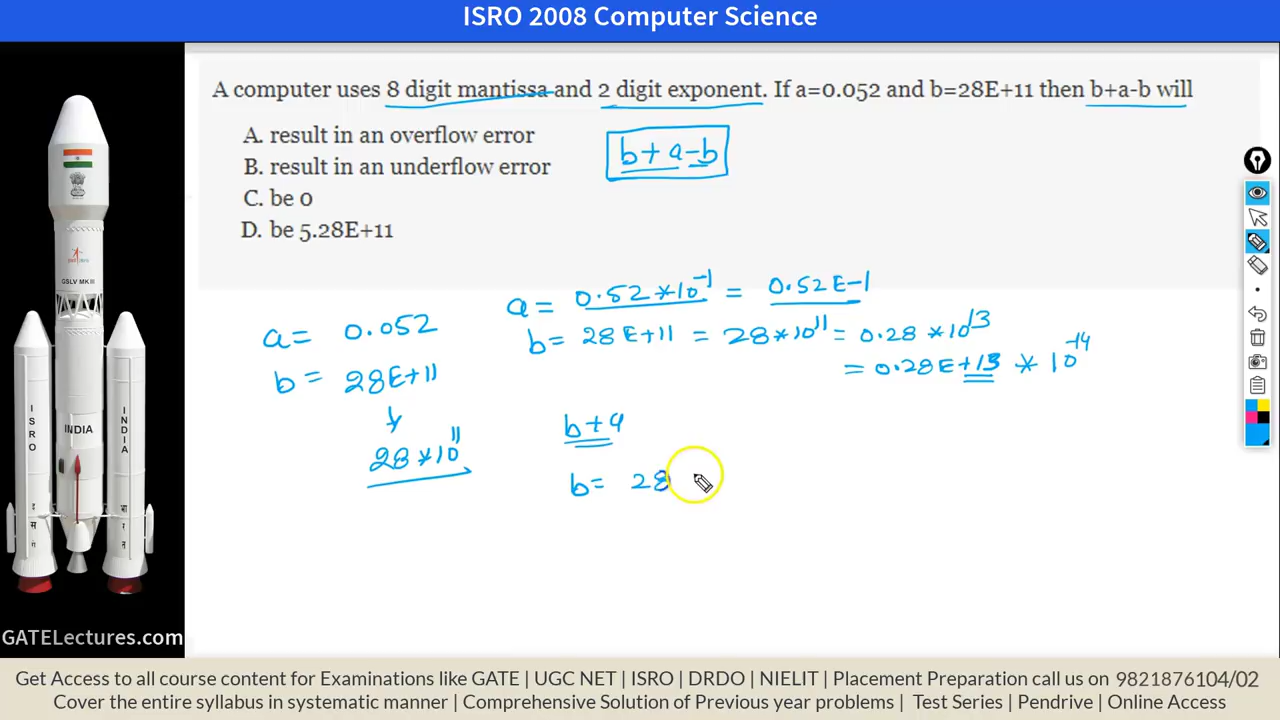 ISRO 2008 Computer Science
A computer uses 8 digit mantissa and 2 digit exponent. If a=0.052 and b=28E+11 then b+a-b will
A. result in an overflow error
B. result in an underflow error
C. be 0
D. be 5.28E+11
b+a-b
a= 0.52*10^-1 = 0.52E-1
b= 28E+11 = 28*10^11 = 0.28*10^13
= 0.28E+13 * 10^-14
a= 0.052
b= 28E+11
28*10^11
b+a
b= 28
GSLV MK III
ISRO
INDIA
INDIA
GATELectures.com
Get Access to all course content for Examinations like GATE | UGC NET | ISRO | DRDO | NIELIT | Placement Preparation call us on 9821876104/02
Cover the entire syllabus in systematic manner | Comprehensive Solution of Previous year problems | Test Series | Pendrive | Online Access